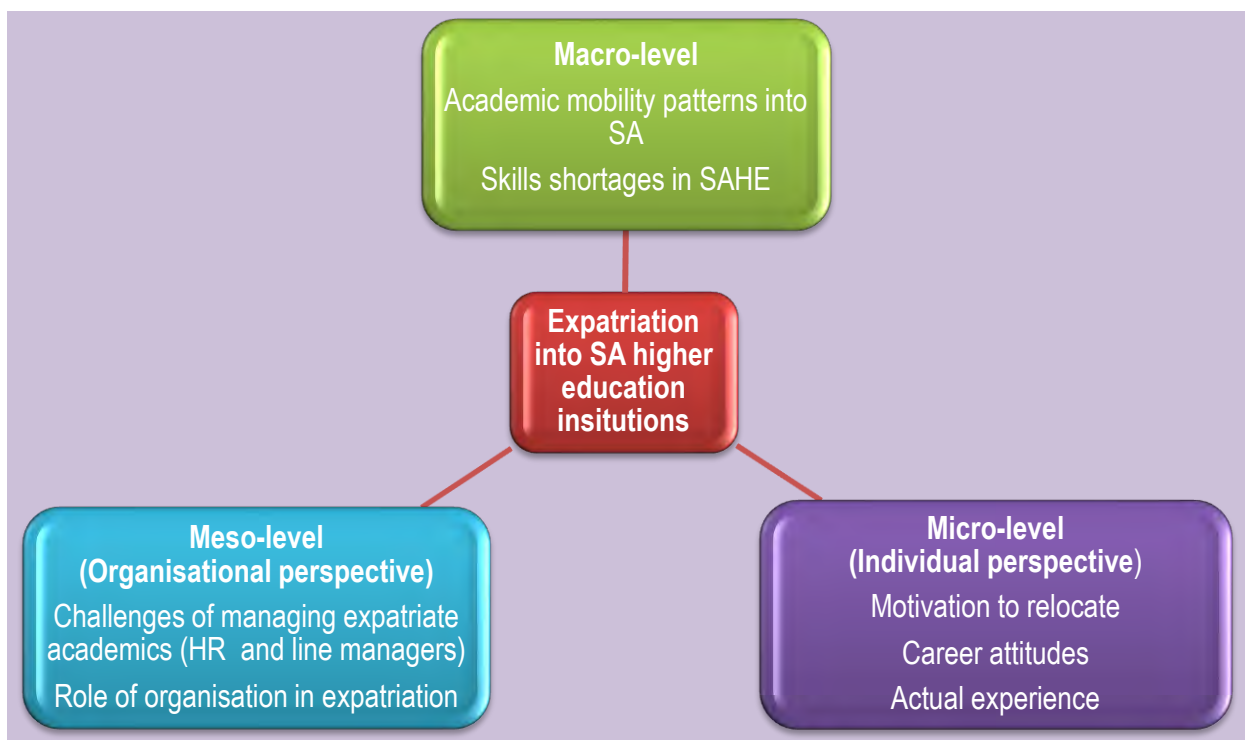 Macro-level
Academic mobility patterns into
SA
Skills shortages in SAHE
Expatriation
into SA higher
education
insitutions
Meso-level
(Organisational perspective)
Challenges of managing expatriate
academics (HR and line managers)
Role of organisation in expatriation
Micro-level
(Individual perspective)
Motivation to relocate
Career attitudes
Actual experience